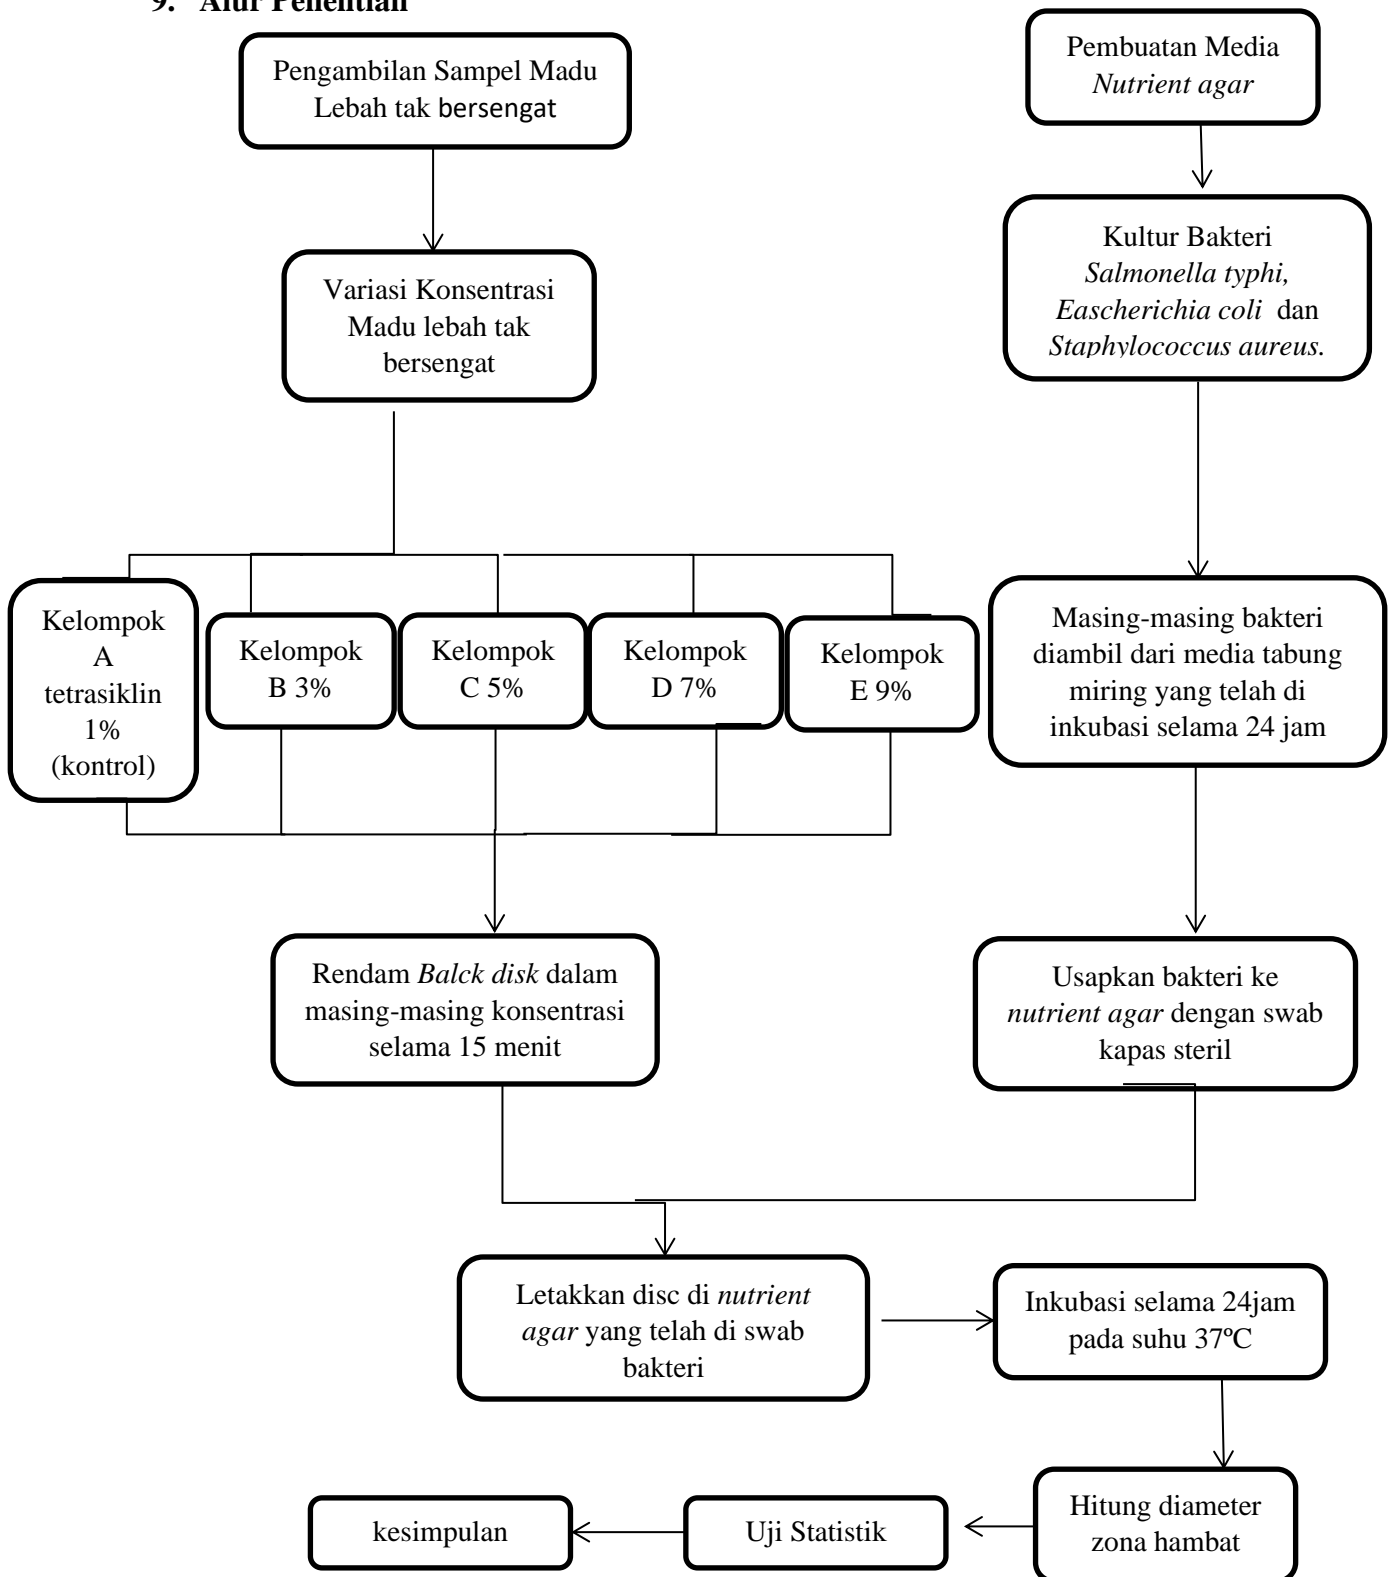 9. Alur Penelitian
Pengambilan Sampel Madu
Lebah tak bersengat
Variasi Konsentrasi
Madu lebah tak
bersengat
Kelompok
A
tetrasiklin
1%
(kontrol)
Kelompok
B 3%
Kelompok
C 5%
Kelompok
D 7%
Kelompok
E 9%
Rendam Balck disk dalam
masing-masing konsentrasi
selama 15 menit
Pembuatan Media
Nutrient agar
Kultur Bakteri
Salmonella typhi,
Eascherichia coli dan
Staphylococcus aureus.
Masing-masing bakteri
diambil dari media tabung
miring yang telah di
inkubasi selama 24 jam
Usapkan bakteri ke
nutrient agar dengan swab
kapas steril
Letakkan disc di nutrient
agar yang telah di swab
bakteri
Inkubasi selama 24jam
pada suhu 37ºC
Hitung diameter
zona hambat
Uji Statistik
kesimpulan